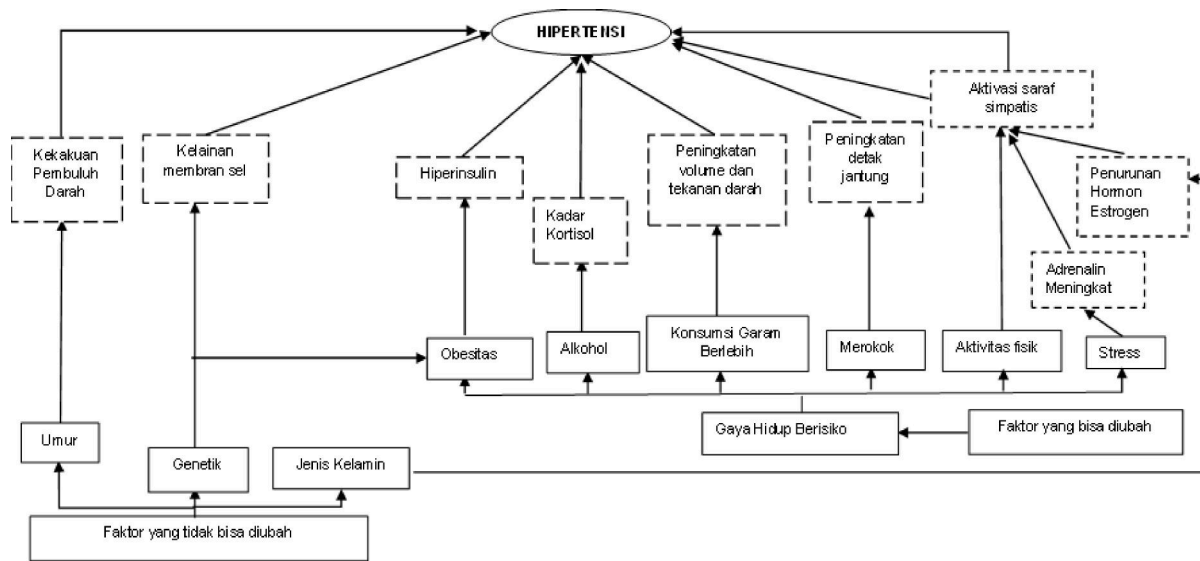 HIPERTENSI
Aktivasi saraf
simpatis
Kekakuan
Pembuluh
Darah
Kelainan
membran sel
Hiperinsulin
Kadar
Kortisol
Peningkatan
volume dan
tekanan darah
Peningkatan
detak
jantung
Penurunan
Hormon
Estrogen
Adrenalin
Meningkat
Obesitas
Alkohol
Konsumsi Garam
Berlebih
Merokok
Aktivitas fisik
Stress
Umur
Genetik
Jenis Kelamin
Gaya Hidup Berisiko
Faktor yang bisa diubah
Faktor yang tidak bisa diubah